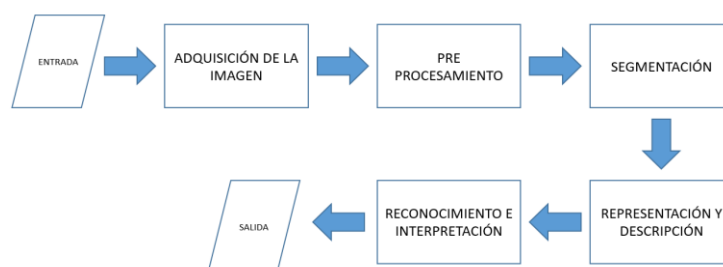 ENTRADA
ADQUISICIÓN DE LA
IMAGEN
PRE
PROCESAMIENTO
SEGMENTACIÓN
REPRESENTACIÓN Y
DESCRIPCIÓN
RECONOCIMIENTO E
INTERPRETACIÓN
SALIDA